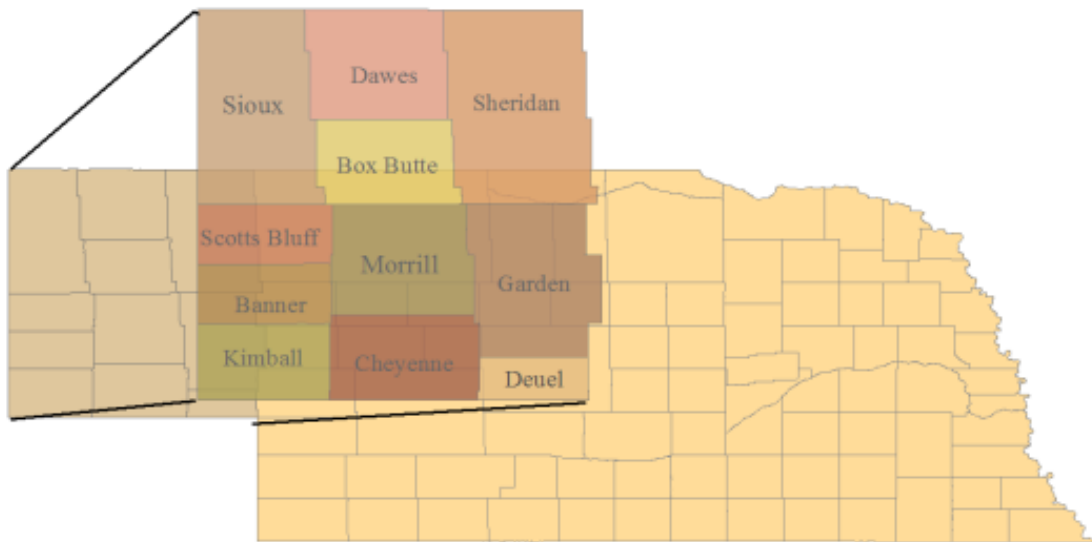 Dawes
Sioux
Sheridan
Box Butte
Scotts Bluff
Morrill
Garden
Banner
Kimball
Cheyenne
Deuel